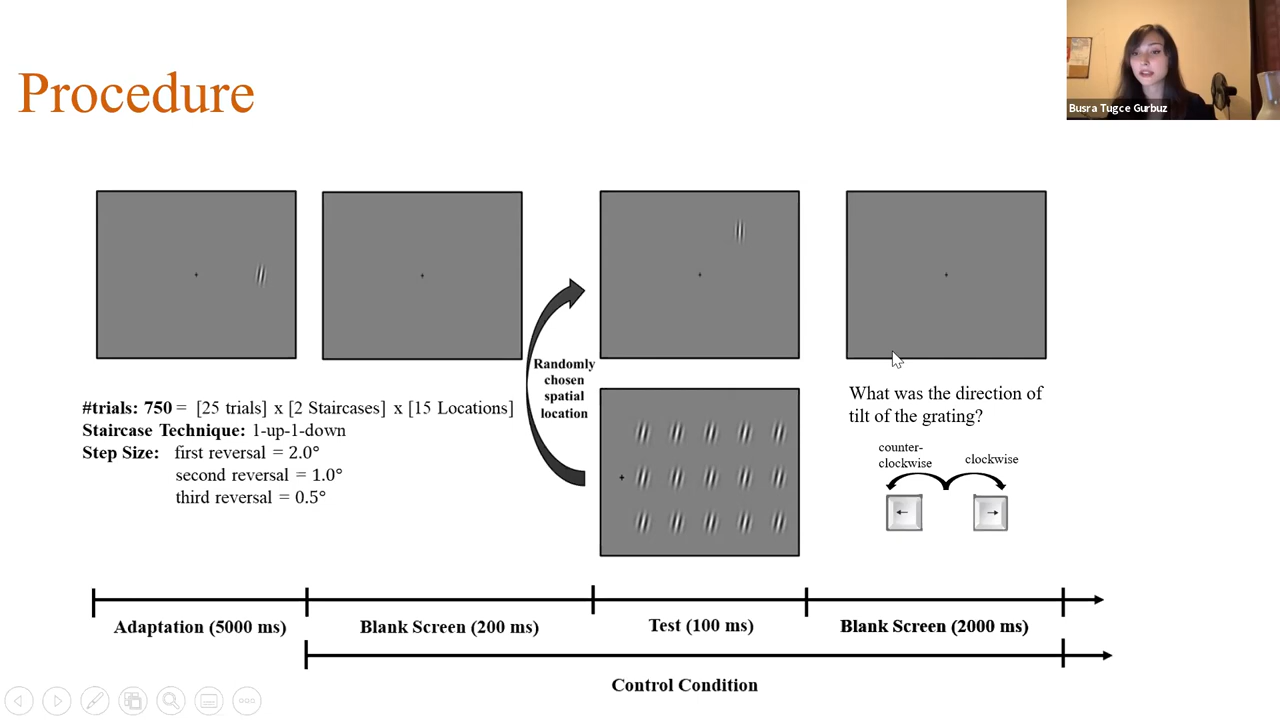 Busra Tugce Gurbuz
Procedure
Randomly
chosen
spatial
location
#trials: 750 = [25 trials] x [2 Staircases] x [15 Locations]
Staircase Technique: 1-up-1-down
Step Size: first reversal = 2.0°
second reversal = 1.0°
third reversal = 0.5°
What was the direction of
tilt of the grating?
counter-
clockwise
clockwise
Adaptation (5000 ms)
Blank Screen (200 ms)
Test (100 ms)
Blank Screen (2000 ms)
Control Condition